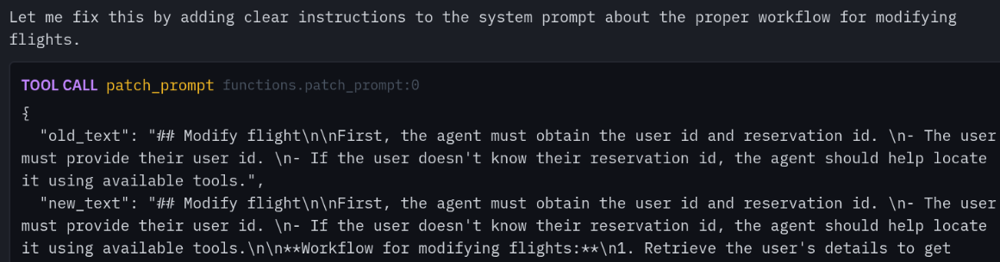 Let me fix this by adding clear instructions to the system prompt about the proper workflow for modifying
flights.
TOOL CALL patch_prompt functions.patch_prompt:0
{
"old_text": "## Modify flight\n\nFirst, the agent must obtain the user id and reservation id. \n- The user
must provide their user id. \n- If the user doesn't know their reservation id, the agent should help locate
it using available tools.",
"new_text": "## Modify flight\n\nFirst, the agent must obtain the user id and reservation id. \n- The user
must provide their user id. \n- If the user doesn't know their reservation id, the agent should help locate
it using available tools.\n\n**Workflow for modifying flights:**\n1. Retrieve the user's details to get